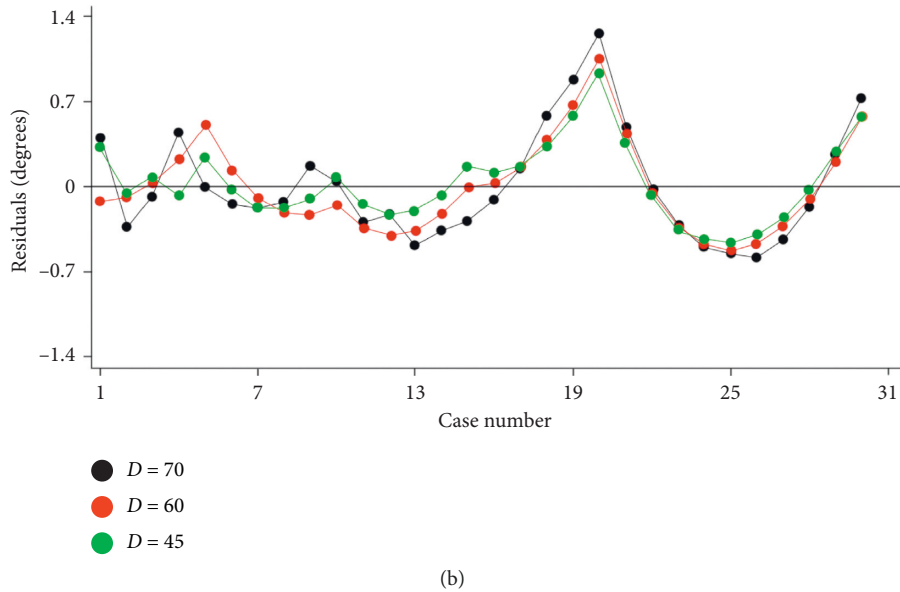 1.4
0.7
0
−0.7
−1.4
Residuals (degrees)
1 7 13 19 25 31
Case number
D = 70
D = 60
D = 45
(b)